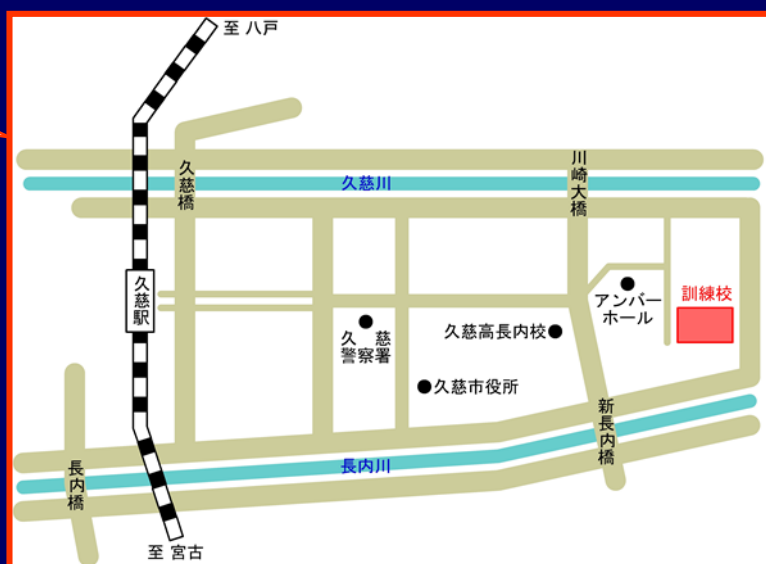 至 八戸
久慈橋
川崎大橋
久慈川
久慈駅
訓練校
アンバー
ホール
久　慈
警察署
久慈高長内校
久慈市役所
新長内橋
長内橋
長内川
至 宮古